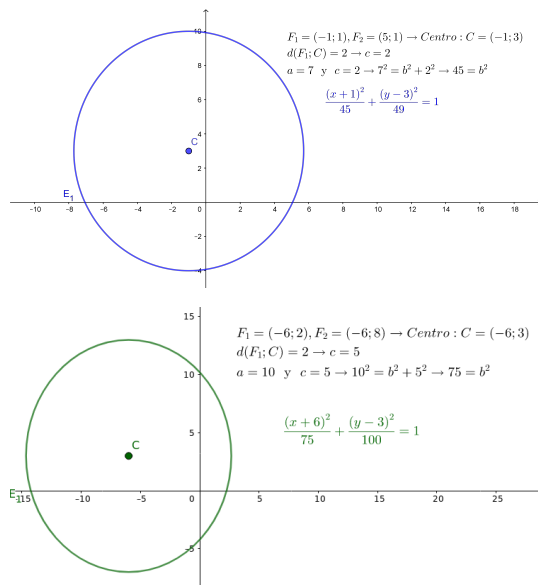 10
F₁ = (−1; 1), F₂ = (5; 1) → Centro : C = (−1; 3)
d(F₁; C) = 2 → c = 2
8
a = 7 y c = 2 → 7² = b² + 2² → 45 = b²
6
(x + 1)²/45 + (y − 3)²/49 = 1
4
C
2
E₁
−10 −8 −6 −4 −2 0 2 4 6 8 10 12 14 16 18
−2
−4
15
F₁ = (−6; 2), F₂ = (−6; 8) → Centro : C = (−6; 3)
d(F₁; C) = 2 → c = 5
10
a = 10 y c = 5 → 10² = b² + 5² → 75 = b²
5
(x + 6)²/75 + (y − 3)²/100 = 1
C
E₁
−15 −10 −5 0 5 10 15 20 25
−5